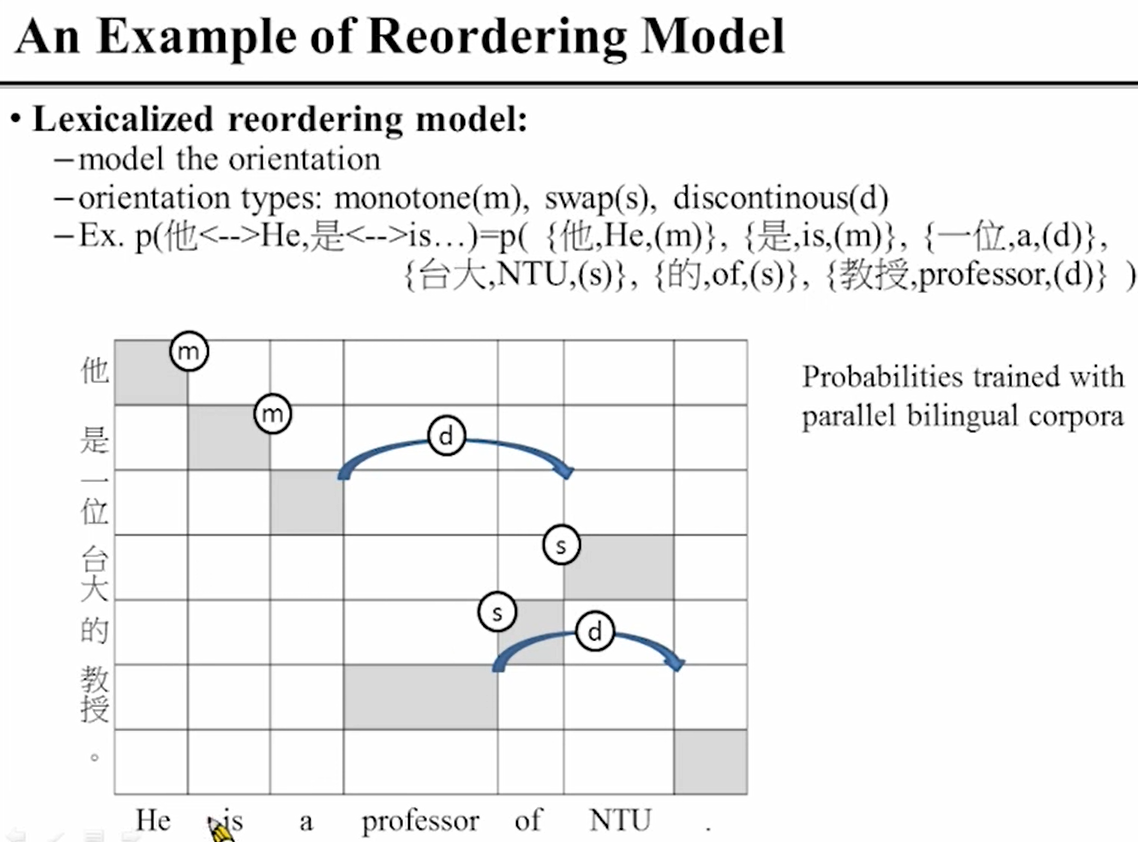 An Example of Reordering Model
• Lexicalized reordering model:
–model the orientation
–orientation types: monotone(m), swap(s), discontinous(d)
–Ex. p(他<-->He,是<-->is…)=p( {他,He,(m)}, {是,is,(m)}, {一位,a,(d)},
{台大,NTU,(s)}, {的,of,(s)}, {教授,professor,(d)} )
Probabilities trained with
parallel bilingual corpora
他
是
一位
台大
的
教授
。
m
m
d
s
s
d
He is a professor of NTU .